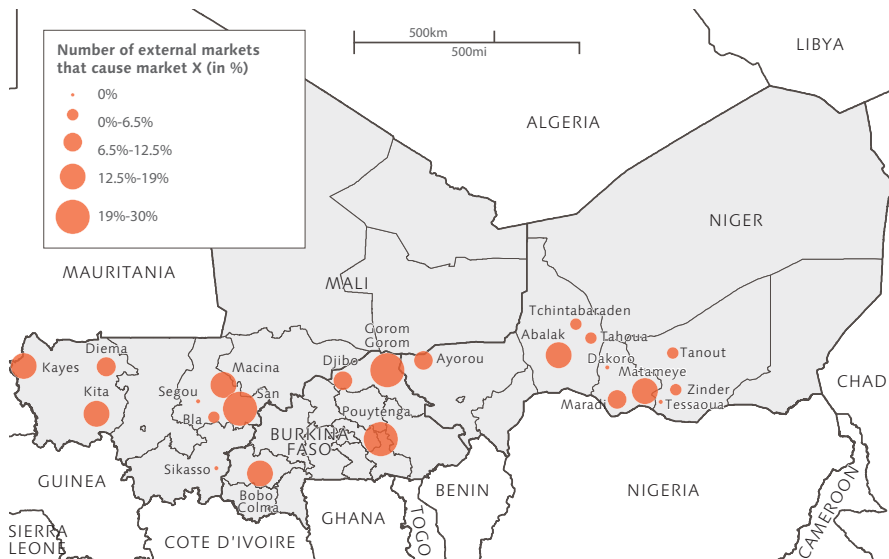 500km
500mi
LIBYA
Number of external markets
that cause market X (in %)
0%
0%-6.5%
6.5%-12.5%
12.5%-19%
19%-30%
ALGERIA
NIGER
MAURITANIA
MALI
Tchintabaraden
Gorom
Gorom
Abalak
Tahoua
Diema
Djibo
Ayorou
Tanout
Kayes
Macina
Dakoro
Matameye
CHAD
Kita
Segou
San
Zinder
Maradi
Tessaoua
Bla
Pouytenga
BURKINA
FASO
Sikasso
GUINEA
BENIN
NIGERIA
Bobo
Colma
CAMEROON
GHANA
TOGO
SIERRA
LEONE
COTE D'IVOIRE